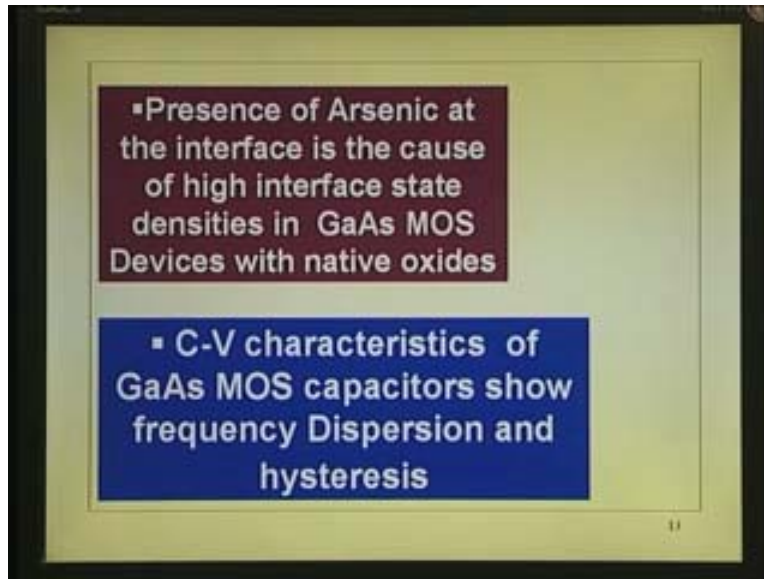 ▪Presence of Arsenic at
the interface is the cause
of high interface state
densities in GaAs MOS
Devices with native oxides
▪ C-V characteristics of
GaAs MOS capacitors show
frequency Dispersion and
hysteresis